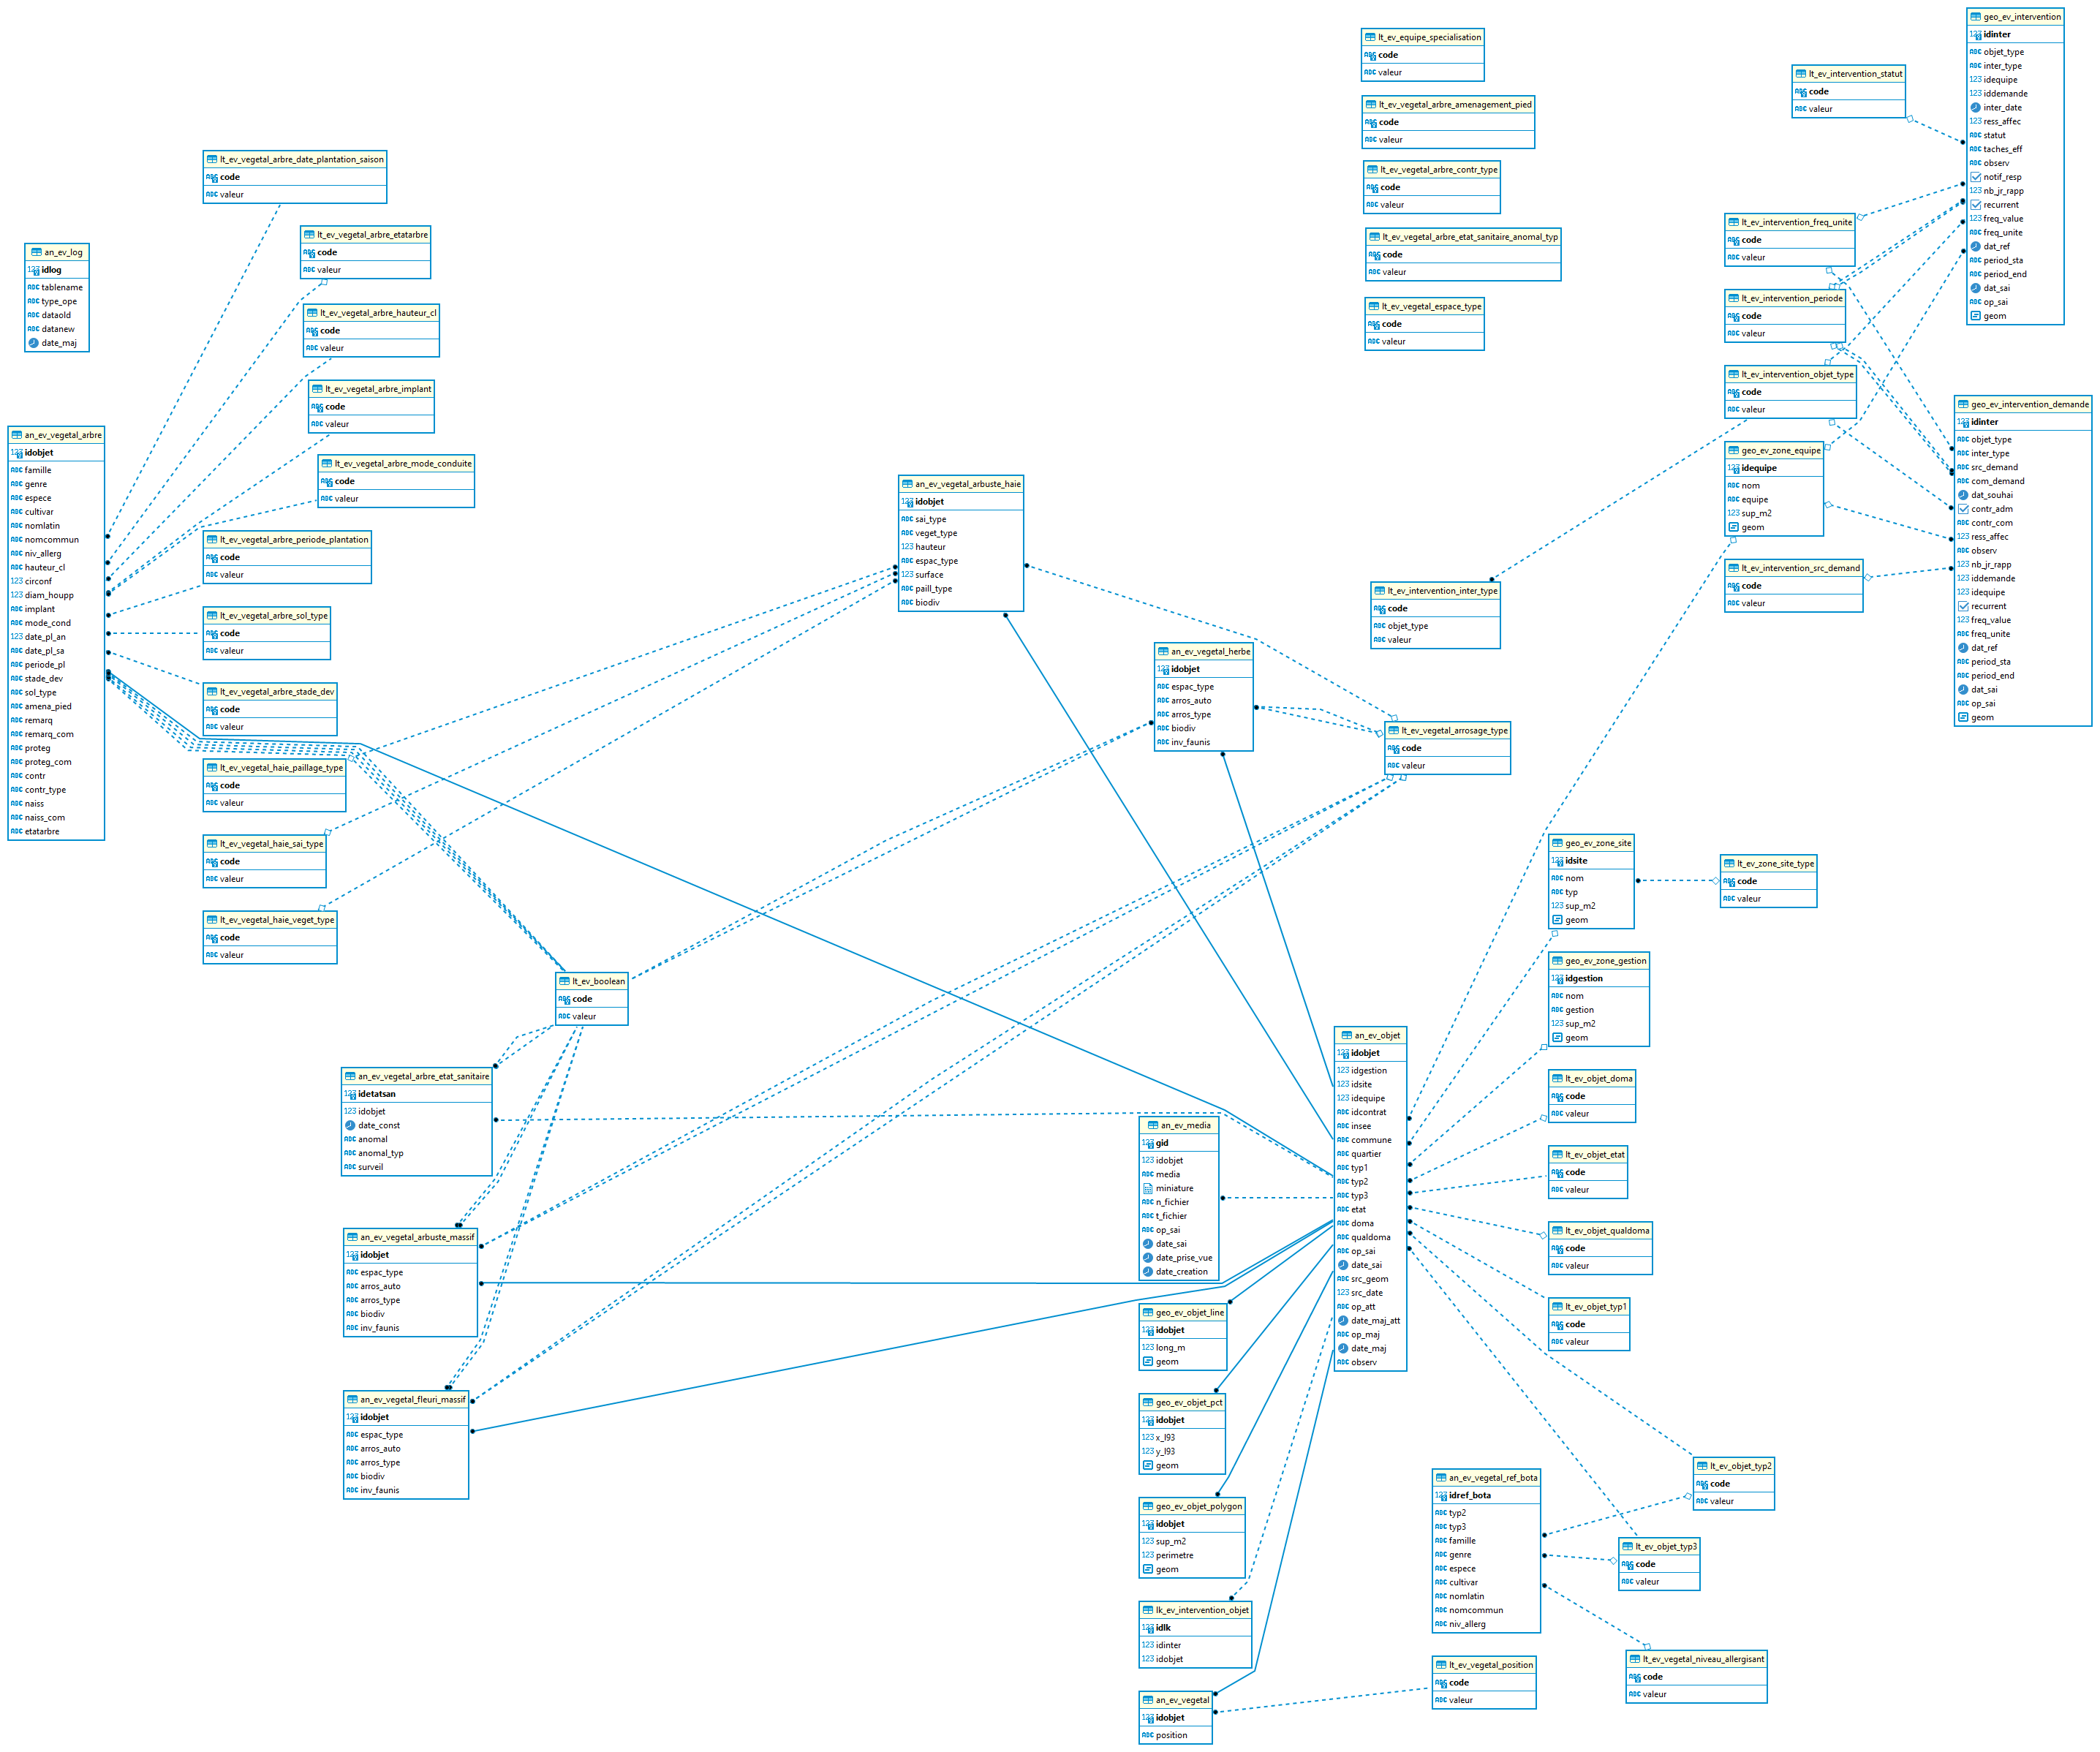 geo_ev_intervention
idinter
objet_type
inter_type
idequipe
iddemande
inter_date
ress_affec
statut
taches_eff
observ
notif_resp
nb_jr_rapp
recurrent
freq_value
freq_unite
dat_ref
period_sta
period_end
dat_sai
op_sai
geom
lt_ev_equipe_specialisation
code
valeur
lt_ev_intervention_statut
code
valeur
lt_ev_vegetal_arbre_amenagement_pied
code
valeur
lt_ev_vegetal_arbre_date_plantation_saison
code
valeur
lt_ev_vegetal_arbre_contr_type
code
valeur
lt_ev_intervention_freq_unite
code
valeur
lt_ev_vegetal_arbre_etatarbre
code
valeur
lt_ev_vegetal_arbre_etat_sanitaire_anomal_typ
code
valeur
an_ev_log
idlog
tablename
type_ope
dataold
datanew
date_maj
lt_ev_intervention_periode
code
valeur
lt_ev_vegetal_espace_type
code
valeur
lt_ev_vegetal_arbre_hauteur_cl
code
valeur
lt_ev_intervention_objet_type
code
valeur
lt_ev_vegetal_arbre_implant
code
valeur
geo_ev_intervention_demande
idinter
objet_type
inter_type
src_demand
com_demand
dat_souhai
contr_adm
contr_com
ress_affec
observ
nb_jr_rapp
iddemande
idequipe
recurrent
freq_value
freq_unite
dat_ref
period_sta
period_end
dat_sai
op_sai
geom
an_ev_vegetal_arbre
idobjet
famille
genre
espece
cultivar
nomlatin
nomcommun
niv_allerg
hauteur_cl
circonf
diam_houpp
implant
mode_cond
date_pl_an
date_pl_sa
periode_pl
stade_dev
sol_type
amena_pied
remarq
remarq_com
proteg
proteg_com
contr
contr_type
naiss
naiss_com
etatarbre
geo_ev_zone_equipe
idequipe
nom
equipe
sup_m2
geom
lt_ev_vegetal_arbre_mode_conduite
code
valeur
an_ev_vegetal_arbuste_haie
idobjet
sai_type
veget_type
hauteur
espac_type
surface
paill_type
biodiv
lt_ev_vegetal_arbre_periode_plantation
code
valeur
lt_ev_intervention_src_demand
code
valeur
lt_ev_intervention_inter_type
code
objet_type
valeur
lt_ev_vegetal_arbre_sol_type
code
valeur
an_ev_vegetal_herbe
idobjet
espac_type
arros_auto
arros_type
biodiv
inv_faunis
lt_ev_vegetal_arbre_stade_dev
code
valeur
lt_ev_vegetal_arrosage_type
code
valeur
lt_ev_vegetal_haie_paillage_type
code
valeur
lt_ev_vegetal_haie_sai_type
code
valeur
geo_ev_zone_site
idsite
nom
typ
sup_m2
geom
lt_ev_zone_site_type
code
valeur
lt_ev_vegetal_haie_veget_type
code
valeur
geo_ev_zone_gestion
idgestion
nom
gestion
sup_m2
geom
lt_ev_boolean
code
valeur
an_ev_objet
idobjet
idgestion
idsite
idequipe
idcontrat
insee
commune
quartier
typ1
typ2
typ3
etat
doma
qualdoma
op_sai
date_sai
src_geom
src_date
op_att
date_maj_att
op_maj
date_maj
observ
an_ev_vegetal_arbre_etat_sanitaire
idetatsan
idobjet
date_const
anomal
anomal_typ
surveil
lt_ev_objet_doma
code
valeur
an_ev_media
gid
idobjet
media
miniature
n_fichier
t_fichier
op_sai
date_sai
date_prise_vue
date_creation
lt_ev_objet_etat
code
valeur
lt_ev_objet_qualdoma
code
valeur
an_ev_vegetal_arbuste_massif
idobjet
espac_type
arros_auto
arros_type
biodiv
inv_faunis
lt_ev_objet_typ1
code
valeur
geo_ev_objet_line
idobjet
long_m
geom
an_ev_vegetal_fleuri_massif
idobjet
espac_type
arros_auto
arros_type
biodiv
inv_faunis
geo_ev_objet_pct
idobjet
x_l93
y_l93
geom
lt_ev_objet_typ2
code
valeur
an_ev_vegetal_ref_bota
idref_bota
typ2
typ3
famille
genre
espece
cultivar
nomlatin
nomcommun
niv_allerg
geo_ev_objet_polygon
idobjet
sup_m2
perimetre
geom
lt_ev_objet_typ3
code
valeur
lk_ev_intervention_objet
idlk
idinter
idobjet
lt_ev_vegetal_niveau_allergisant
code
valeur
lt_ev_vegetal_position
code
valeur
an_ev_vegetal
idobjet
position